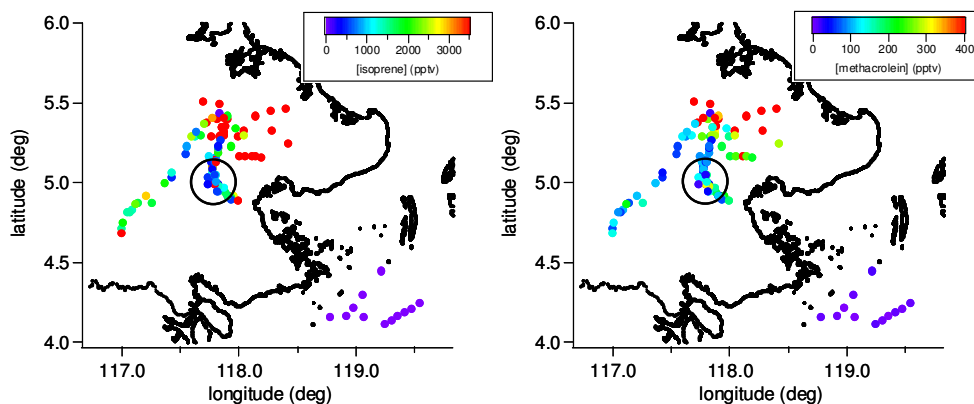 0 1000 2000 3000
[isoprene] (pptv)
6.0
5.5
5.0
4.5
4.0
latitude (deg)
117.0 118.0 119.0
longitude (deg)
0 100 200 300 400
[methacrolein] (pptv)
6.0
5.5
5.0
4.5
4.0
latitude (deg)
117.0 118.0 119.0
longitude (deg)